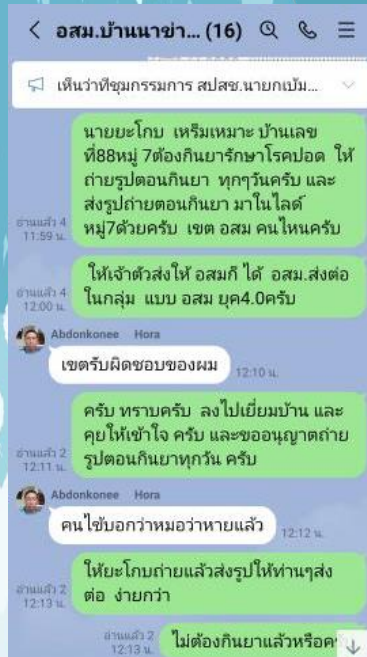 อสม.บ้านนาข่า... (16)
เห็นว่าทีชุมกรรมการ สปสช.นายกเบ้ม...
นายยะโกบ เหร็มเหมาะ บ้านเลข
ที่88หมู่ 7ต้องกินยารักษาโรคปอด ให้
ถ่ายรูปตอนกินยา ทุกๆวันครับ และ
ส่งรูปถ่ายตอนกินยา มาในไลด์
หมู่7ด้วยครับ เขต อสม คนไหนครับ
อ่านแล้ว 4
11:59 น.
ให้เจ้าตัวส่งให้ อสมก็ ได้ อสม.ส่งต่อ
ในกลุ่ม แบบ อสม ยุค4.0ครับ
อ่านแล้ว 4
12:00 น.
Abdonkonee Hora
เขตรับผิดชอบของผม
12:10 น.
ครับ ทราบครับ ลงไปเยี่ยมบ้าน และ
คุยให้เข้าใจ ครับ และขออนุญาตถ่าย
รูปตอนกินยาทุกวัน ครับ
อ่านแล้ว 2
12:11 น.
Abdonkonee Hora
คนไข้บอกว่าหมอว่าหายแล้ว
12:12 น.
ให้ยะโกบถ่ายแล้วส่งรูปให้ท่านๆส่ง
ต่อ ง่ายกว่า
อ่านแล้ว 2
12:13 น.
ไม่ต้องกินยาแล้วหรือ
อ่านแล้ว 2
12:13 น.